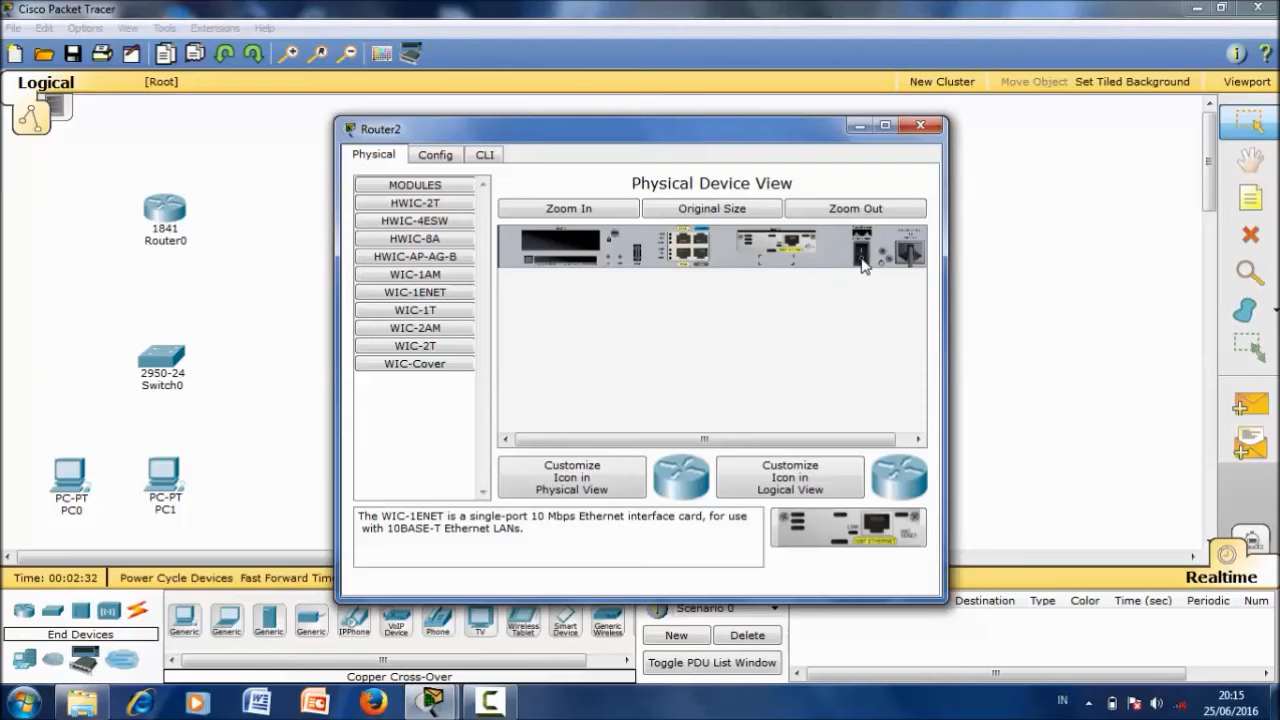 Cisco Packet Tracer
File Edit Options View Tools Extensions Help
Logical
[Root]
New Cluster
Move Object
Set Tiled Background
Viewport
1841
Router0
2950-24
Switch0
PC-PT
PC0
PC-PT
PC1
Router2
Physical
Config
CLI
MODULES
HWIC-2T
HWIC-4ESW
HWIC-8A
HWIC-AP-AG-B
WIC-1AM
WIC-1ENET
WIC-1T
WIC-2AM
WIC-2T
WIC-Cover
Physical Device View
Zoom In
Original Size
Zoom Out
Customize
Icon in
Physical View
Customize
Icon in
Logical View
The WIC-1ENET is a single-port 10 Mbps Ethernet interface card, for use
with 10BASE-T Ethernet LANs.
Time: 00:02:32
Power Cycle Devices
Fast Forward Tim
Realtime
End Devices
Generic
Generic
Generic
Generic
IPPhone
VoIP
Device
Phone
TV
Wireless
Tablet
Smart
Device
Generic
Wireless
Copper Cross-Over
Scenario 0
New
Delete
Toggle PDU List Window
Destination
Type
Color
Time (sec)
Periodic
Num
IN
20:15
25/06/2016